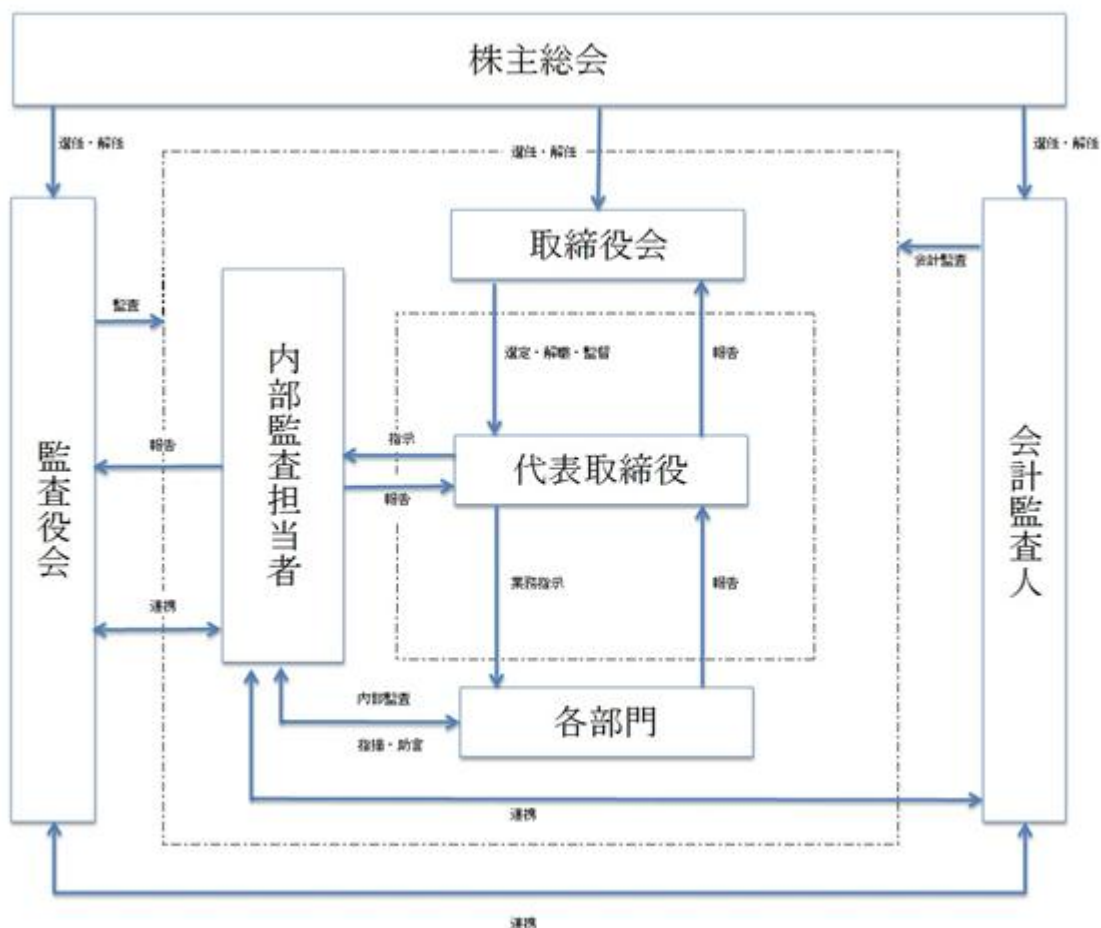 株主総会
選任・解任
選任・解任
選任・解任
取締役会
会計監査
監査
内部監査担当者
選定・解職・監督
報告
監査役会
報告
指示
代表取締役
報告
会計監査人
業務指示
報告
連携
内部監査
各部門
指摘・助言
連携
連携